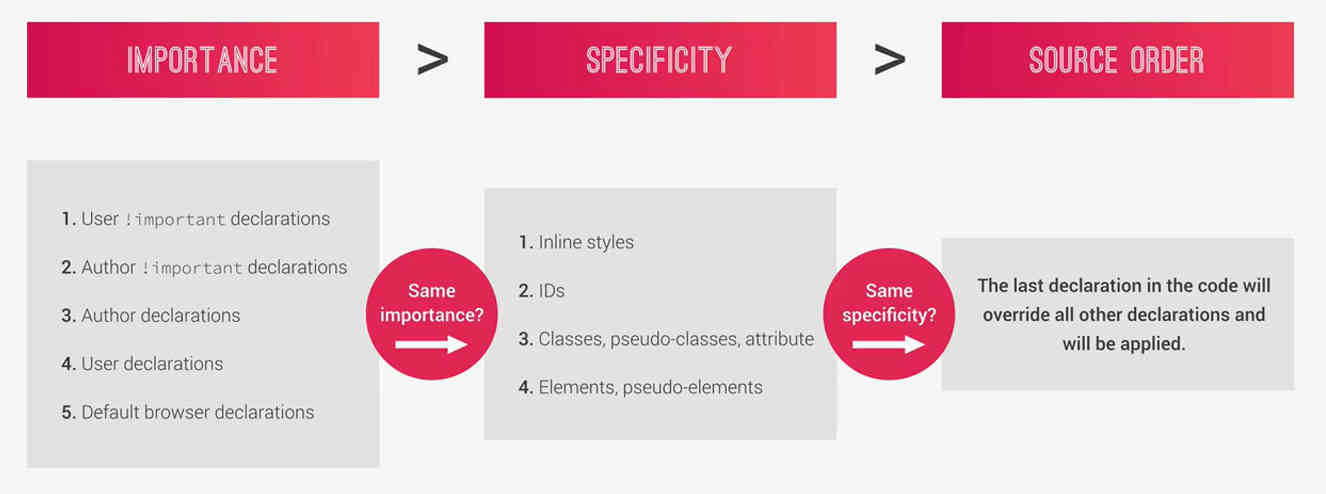 IMPORTANCE
>
SPECIFICITY
>
SOURCE ORDER
1. User !important declarations
2. Author !important declarations
3. Author declarations
4. User declarations
5. Default browser declarations
Same
importance?
1. Inline styles
2. IDs
3. Classes, pseudo-classes, attribute
4. Elements, pseudo-elements
Same
specificity?
The last declaration in the code will
override all other declarations and
will be applied.